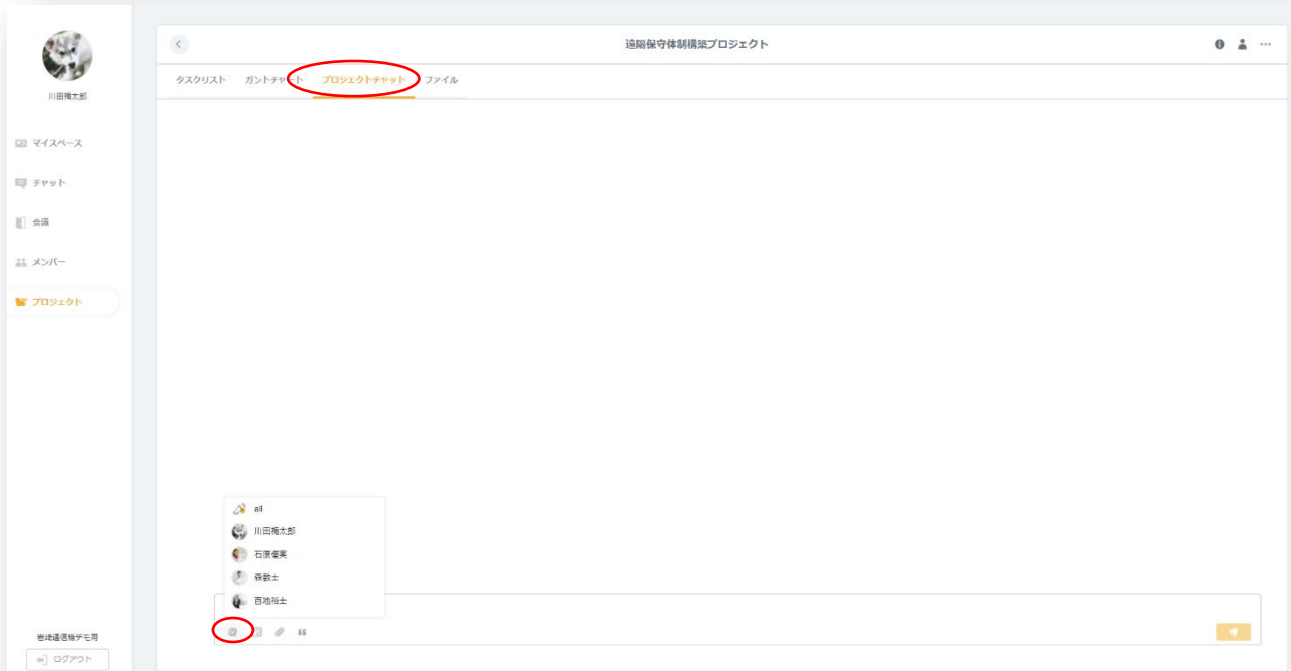 川田梅太郎
マイスペース
チャット
会議
メンバー
プロジェクト
岩崎通信機デモ用
ログアウト
遠隔保守体制構築プロジェクト
タスクリスト ガントチャート プロジェクトチャット ファイル
all
川田梅太郎
石原優実
森敦士
百地裕士